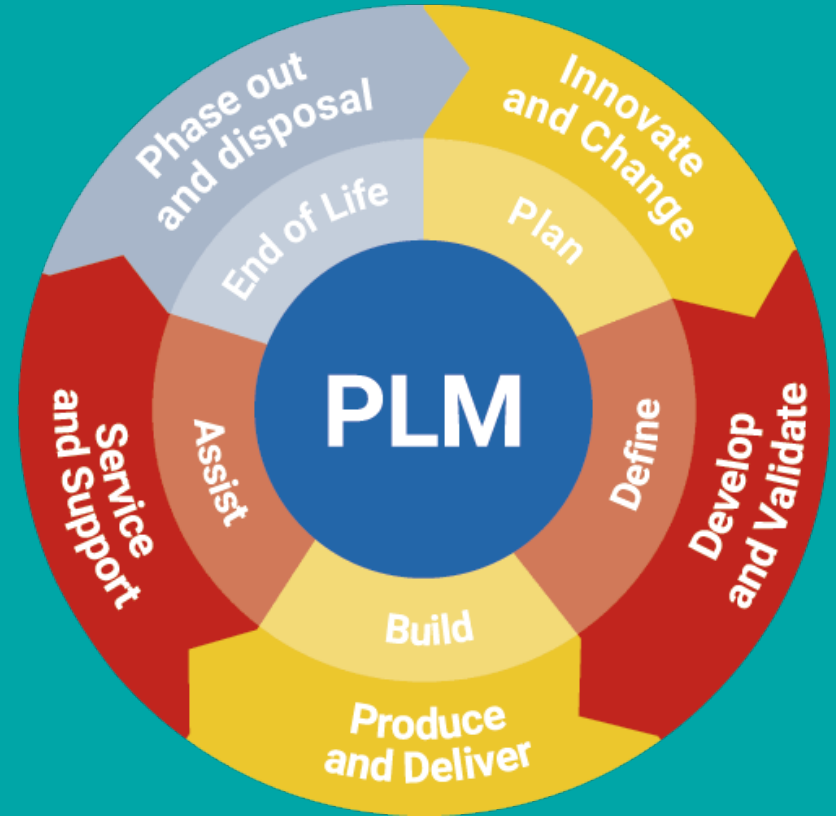 Phase out
and disposal
Innovate
and Change
End of Life
Plan
PLM
Service
and Support
Assist
Define
Develop
and Validate
Build
Produce
and Deliver